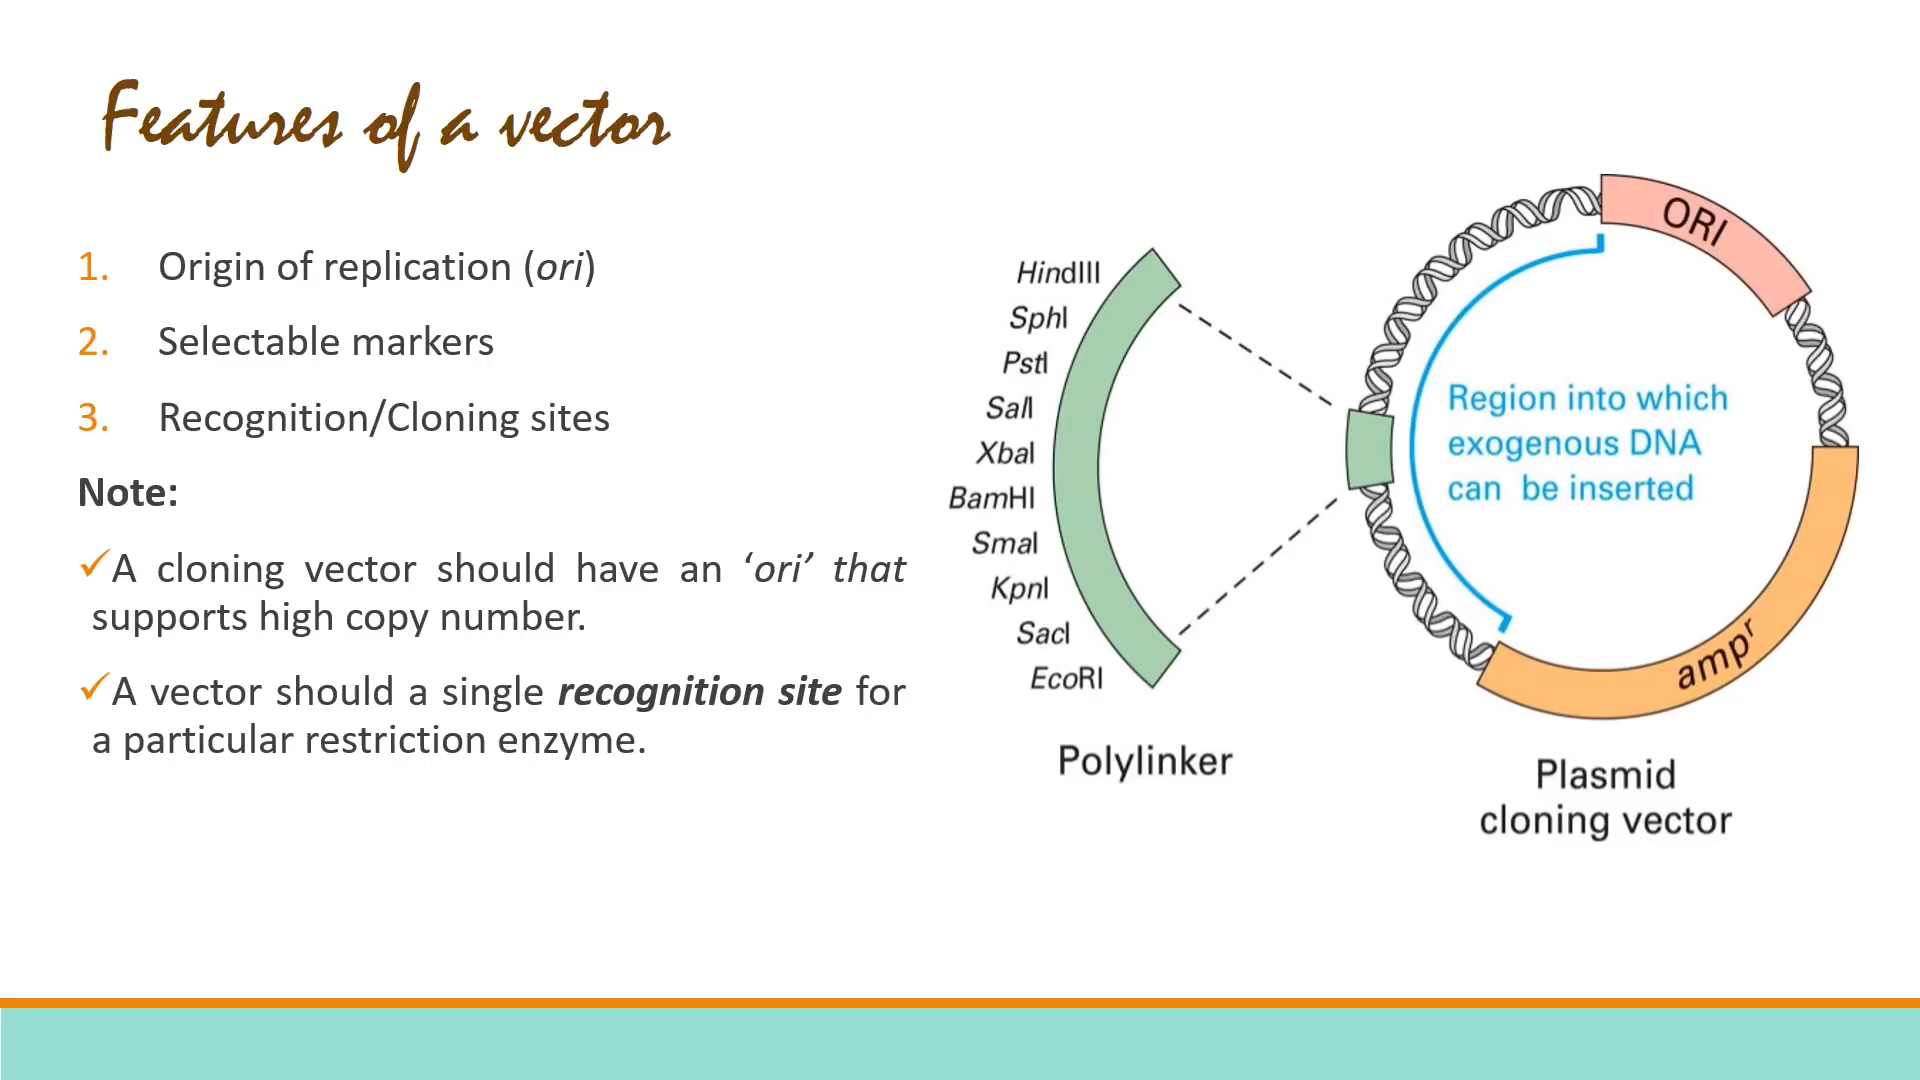 Features of a vector
1. Origin of replication (ori)
2. Selectable markers
3. Recognition/Cloning sites
Note:
✓A cloning vector should have an ‘ori’ that
supports high copy number.
✓A vector should a single recognition site for
a particular restriction enzyme.
HindIII
SphI
PstI
SalI
XbaI
BamHI
SmaI
KpnI
SacI
EcoRI
Polylinker
ORI
Region into which
exogenous DNA
can be inserted
ampʳ
Plasmid
cloning vector